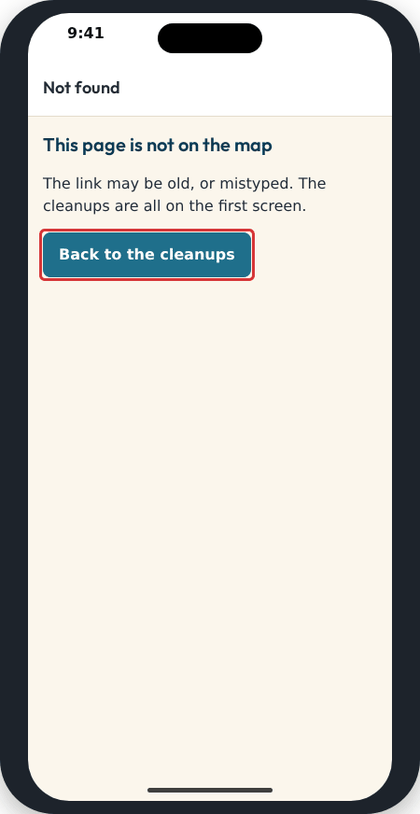 9:41
Not found
This page is not on the map
The link may be old, or mistyped. The
cleanups are all on the first screen.
Back to the cleanups